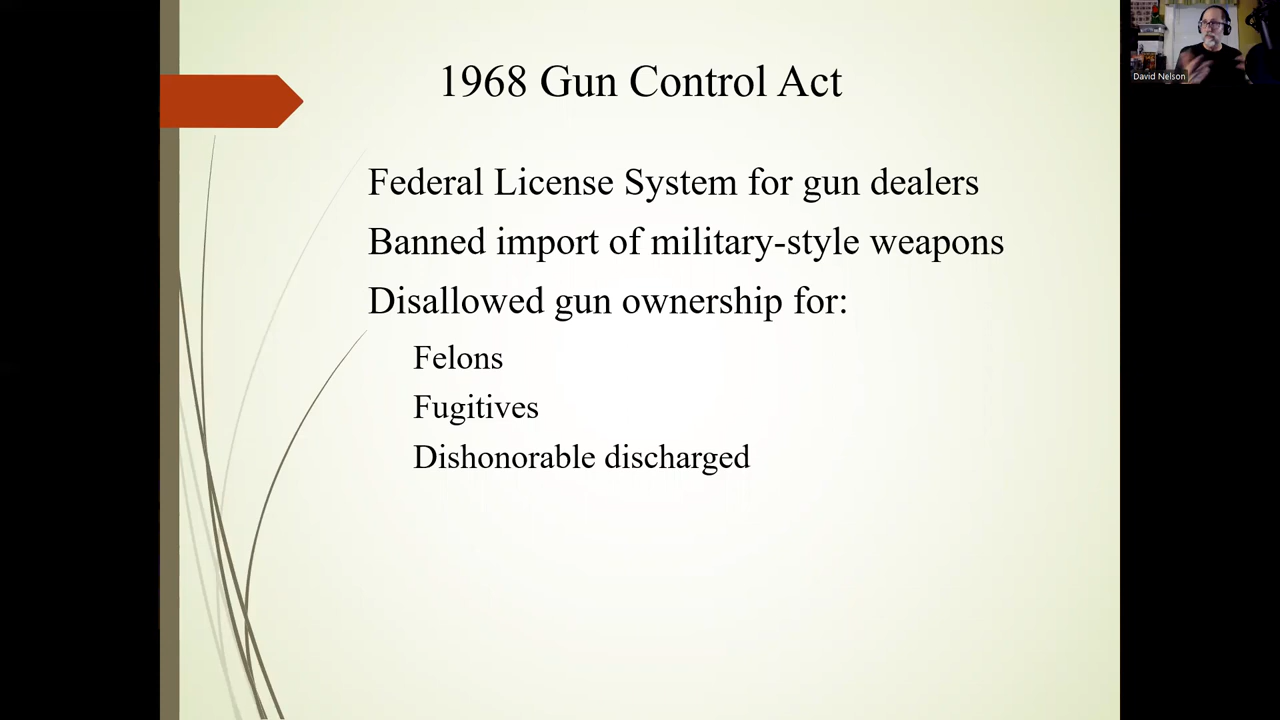 1968 Gun Control Act
David Nelson
Federal License System for gun dealers
Banned import of military-style weapons
Disallowed gun ownership for:
Felons
Fugitives
Dishonorable discharged